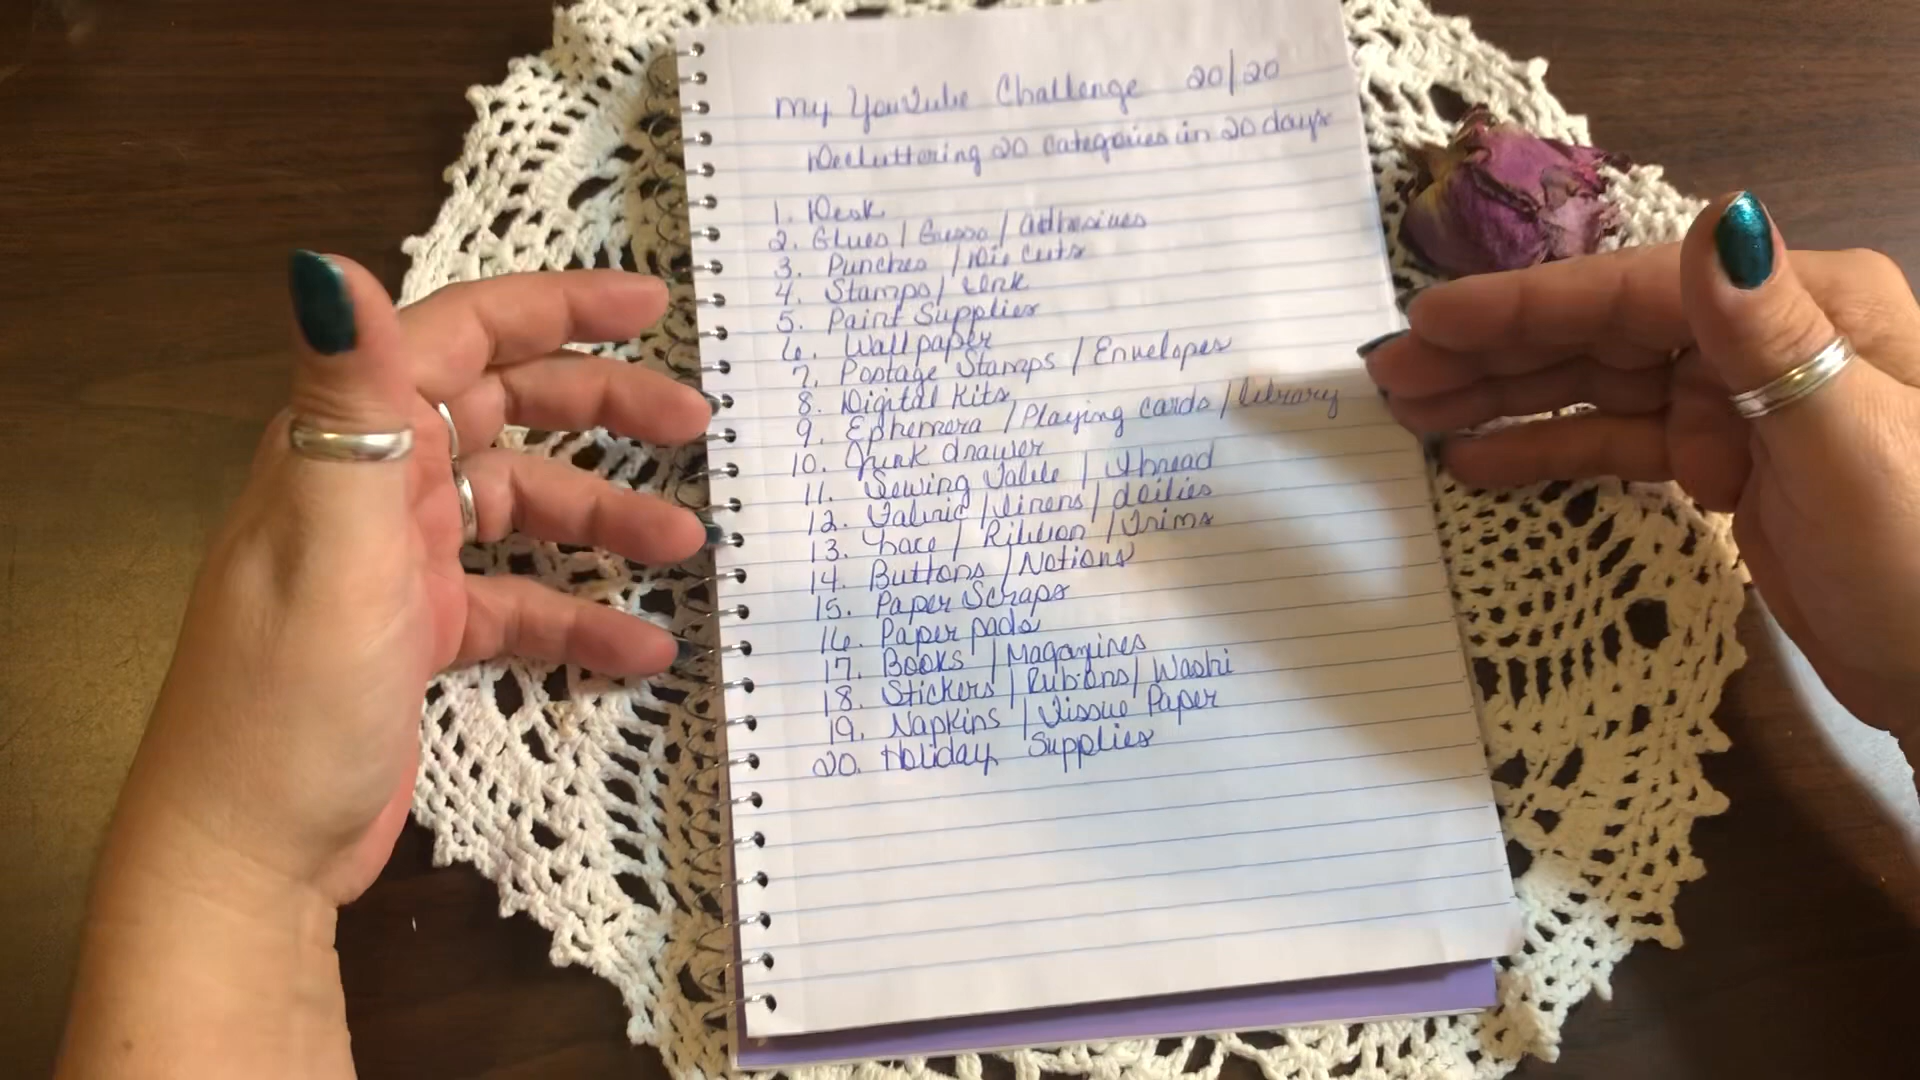 My YouTube Challenge 20/20
Decluttering 20 Categories in 20 days
1. Desk
2. Glues / Gesso / Adhesives
3. Punches / Die cuts
4. Stamps / Ink
5. Paint Supplies
6. Wallpaper
7. Postage Stamps / Envelopes
8. Digital Kits
9. Ephemera / Playing cards / library
10. Junk drawer
11. Sewing Table / Thread
12. Fabric / linens / doilies
13. Lace / Ribbon / Trims
14. Buttons / Notions
15. Paper Scraps
16. Paper pads
17. Books / Magazines
18. Stickers / Rub-ons / Washi
19. Napkins / Tissue Paper
20. Holiday Supplies